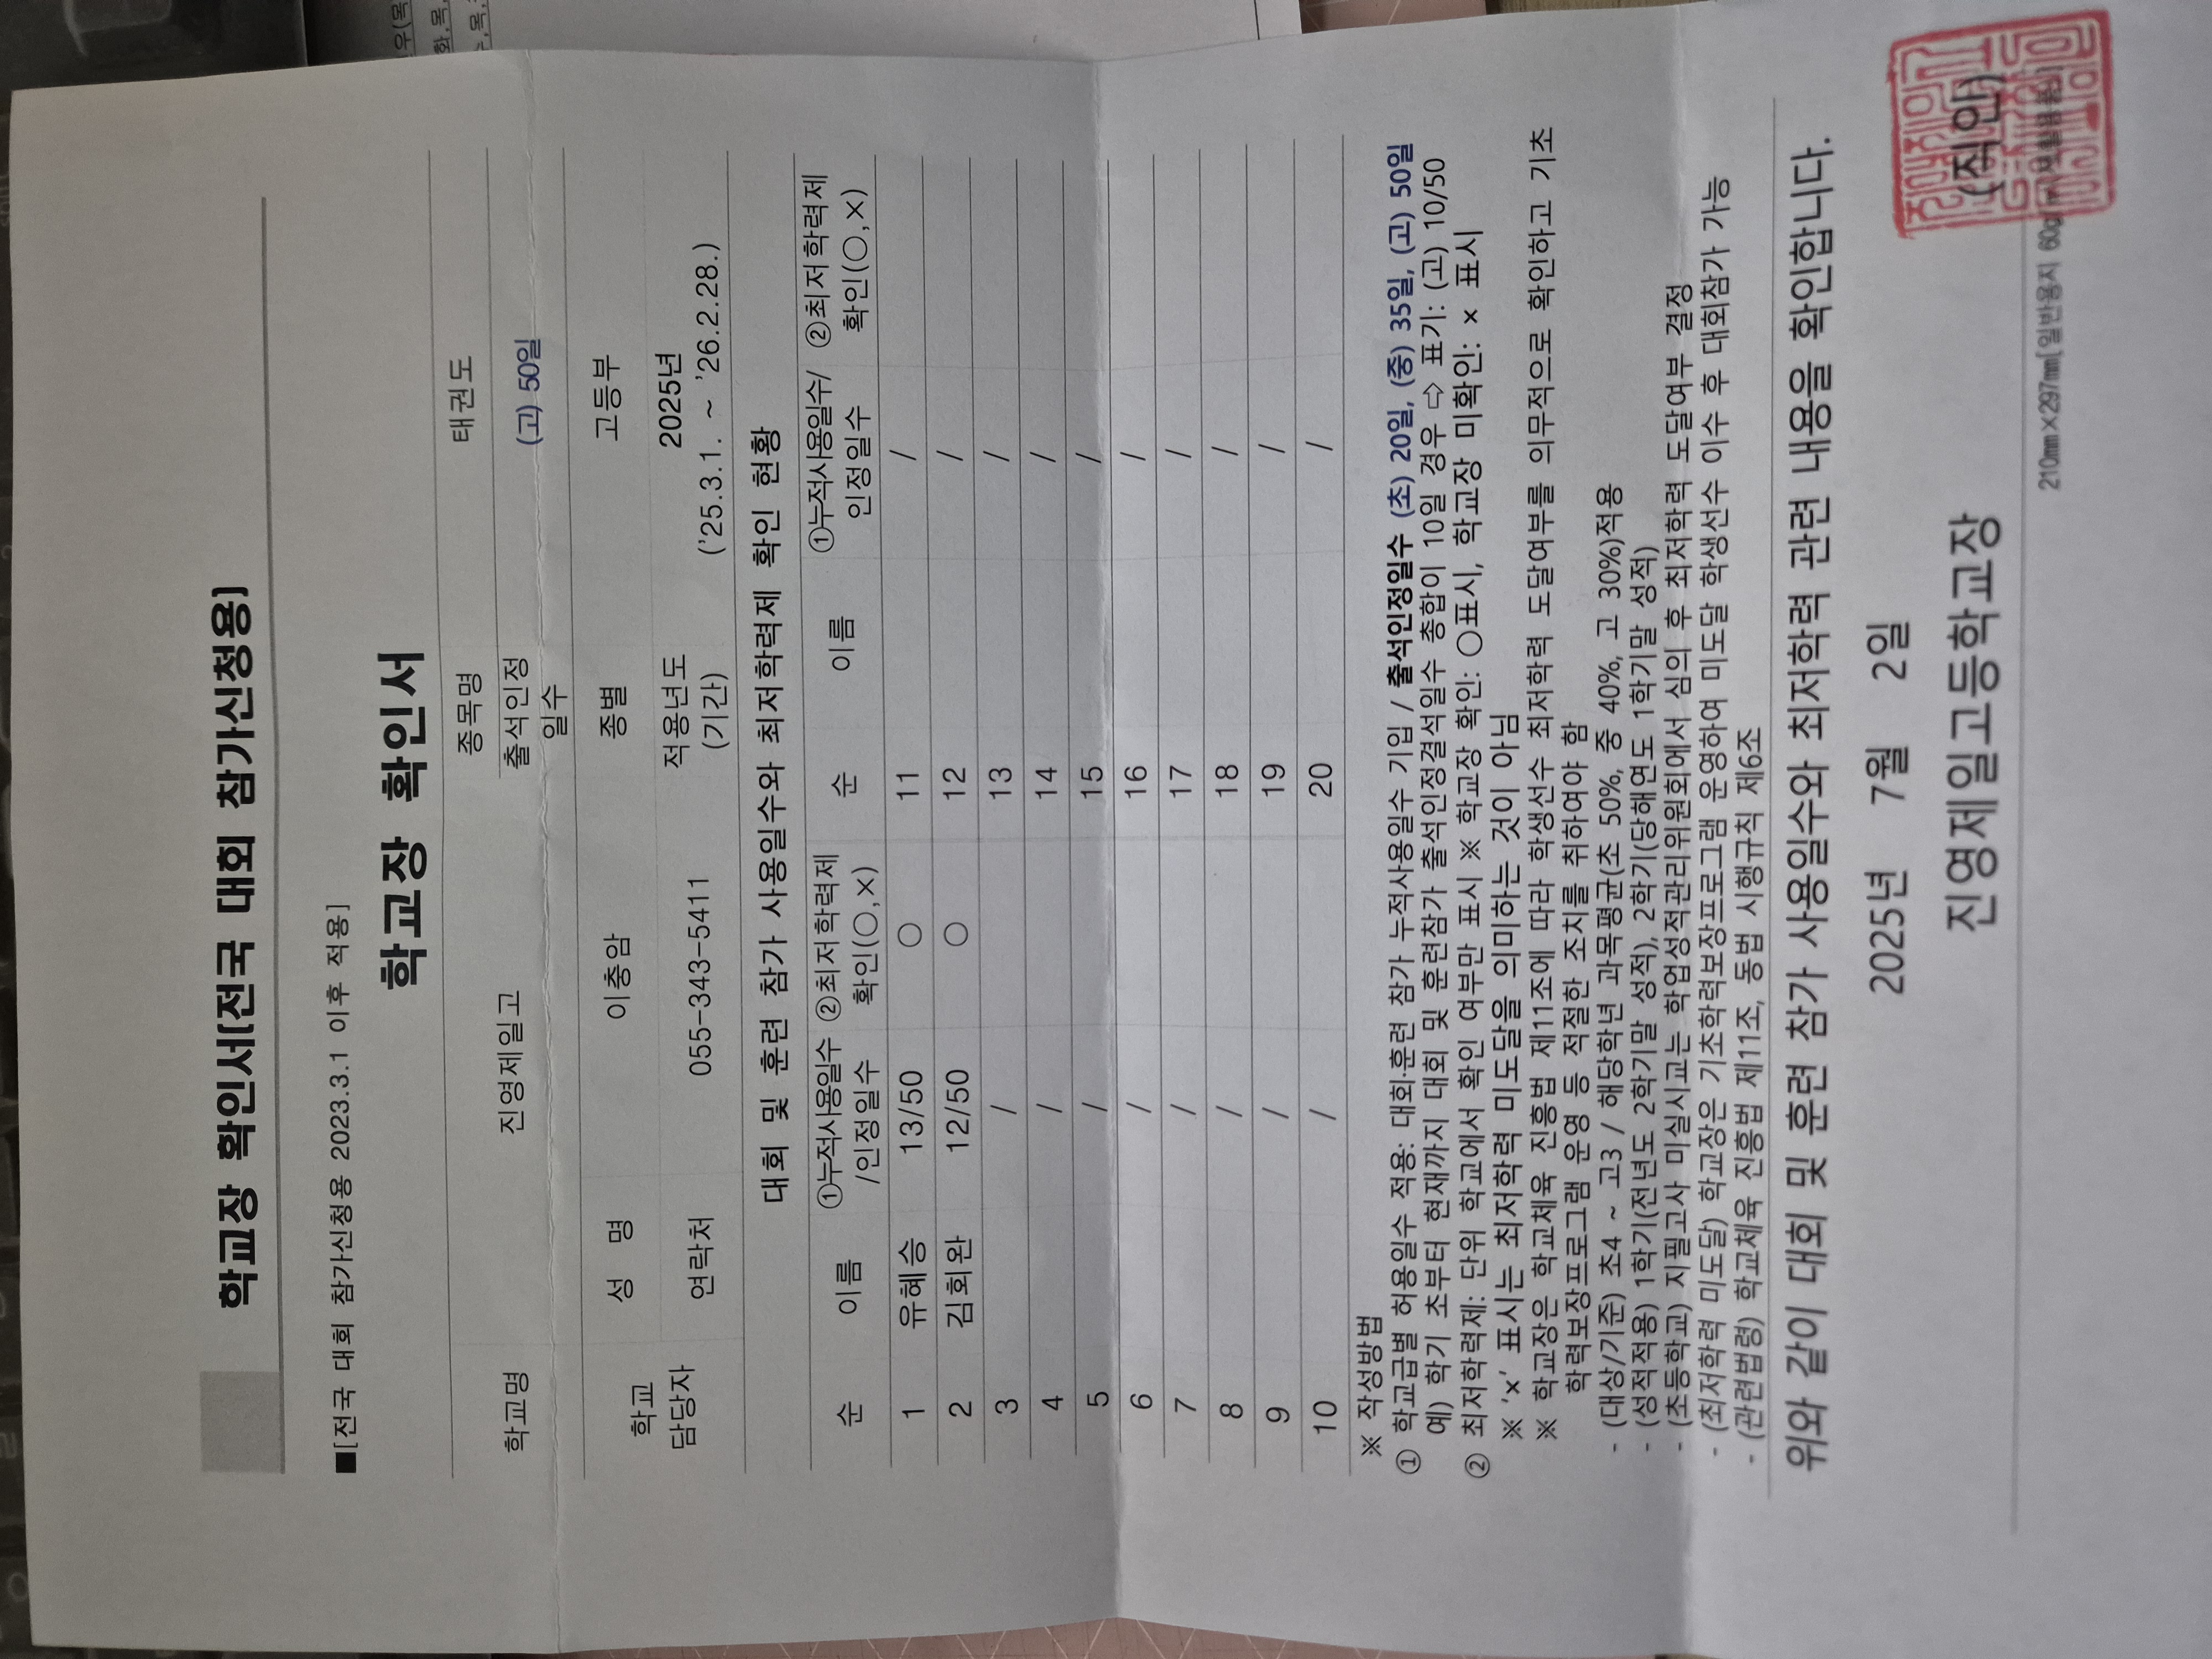 학교장 확인서[전국 대회 참가신청용]
■[전국 대회 참가신청용 2023.3.1 이후 적용]
학교장 확인서
학교명 진영제일고 종목명 태권도
출석인정 일수 (고) 50일
학교 담당자 성 명 이충암 종별 고등부
연락처 055-343-5411 적용년도 (기간) 2025년 ('25.3.1. ~ '26.2.28.)
대회 및 훈련 참가 사용일수와 최저학력제 확인 현황
순 이름 ①누적사용일수 /인정일수 ②최저학력제 확인(○,×) 순 이름 ①누적사용일수/ 인정일수 ②최저학력제 확인(○,×)
1 유혜승 13/50 ○ 11 /
2 김회완 12/50 ○ 12 /
3 / 13 /
4 / 14 /
5 / 15 /
6 / 16 /
7 / 17 /
8 / 18 /
9 / 19 /
10 / 20 /
※ 작성방법
① 학교급별 허용일수 적용: 대회·훈련 참가 누적사용일수 기입 / 출석인정일수 (초) 20일, (중) 35일, (고) 50일
예) 학기 초부터 현재까지 대회 및 훈련참가 출석인정결석일수 총합이 10일 경우 ⇨ 표기: (고) 10/50
② 최저학력제: 단위 학교에서 확인 여부만 표시 ※ 학교장 확인: ○표시, 학교장 미확인: × 표시
※ '×' 표시는 최저학력 미도달을 의미하는 것이 아님
※ 학교장은 학교체육 진흥법 제11조에 따라 학생선수 최저학력 도달여부를 의무적으로 확인하고 기초
학력보장프로그램 운영 등 적절한 조치를 취하여야 함
- (대상/기준) 초4 ~ 고3 / 해당학년 과목평균(초 50%, 중 40%, 고 30%)적용
- (성적적용) 1학기(전년도 2학기말 성적), 2학기(당해연도 1학기말 성적)
- (초등학교) 지필고사 미실시교는 학업성적관리위원회에서 심의 후 최저학력 도달여부 결정
- (최저학력 미도달) 학교장은 기초학력보장프로그램 운영하여 미도달 학생선수 이수 후 대회참가 가능
- (관련법령) 학교체육 진흥법 제11조, 동법 시행규칙 제6조
위와 같이 대회 및 훈련 참가 사용일수와 최저학력 관련 내용을 확인합니다.
2025년 7월 2일
진영제일고등학교장 (직인)
210mm×297mm[일반용지 60g/